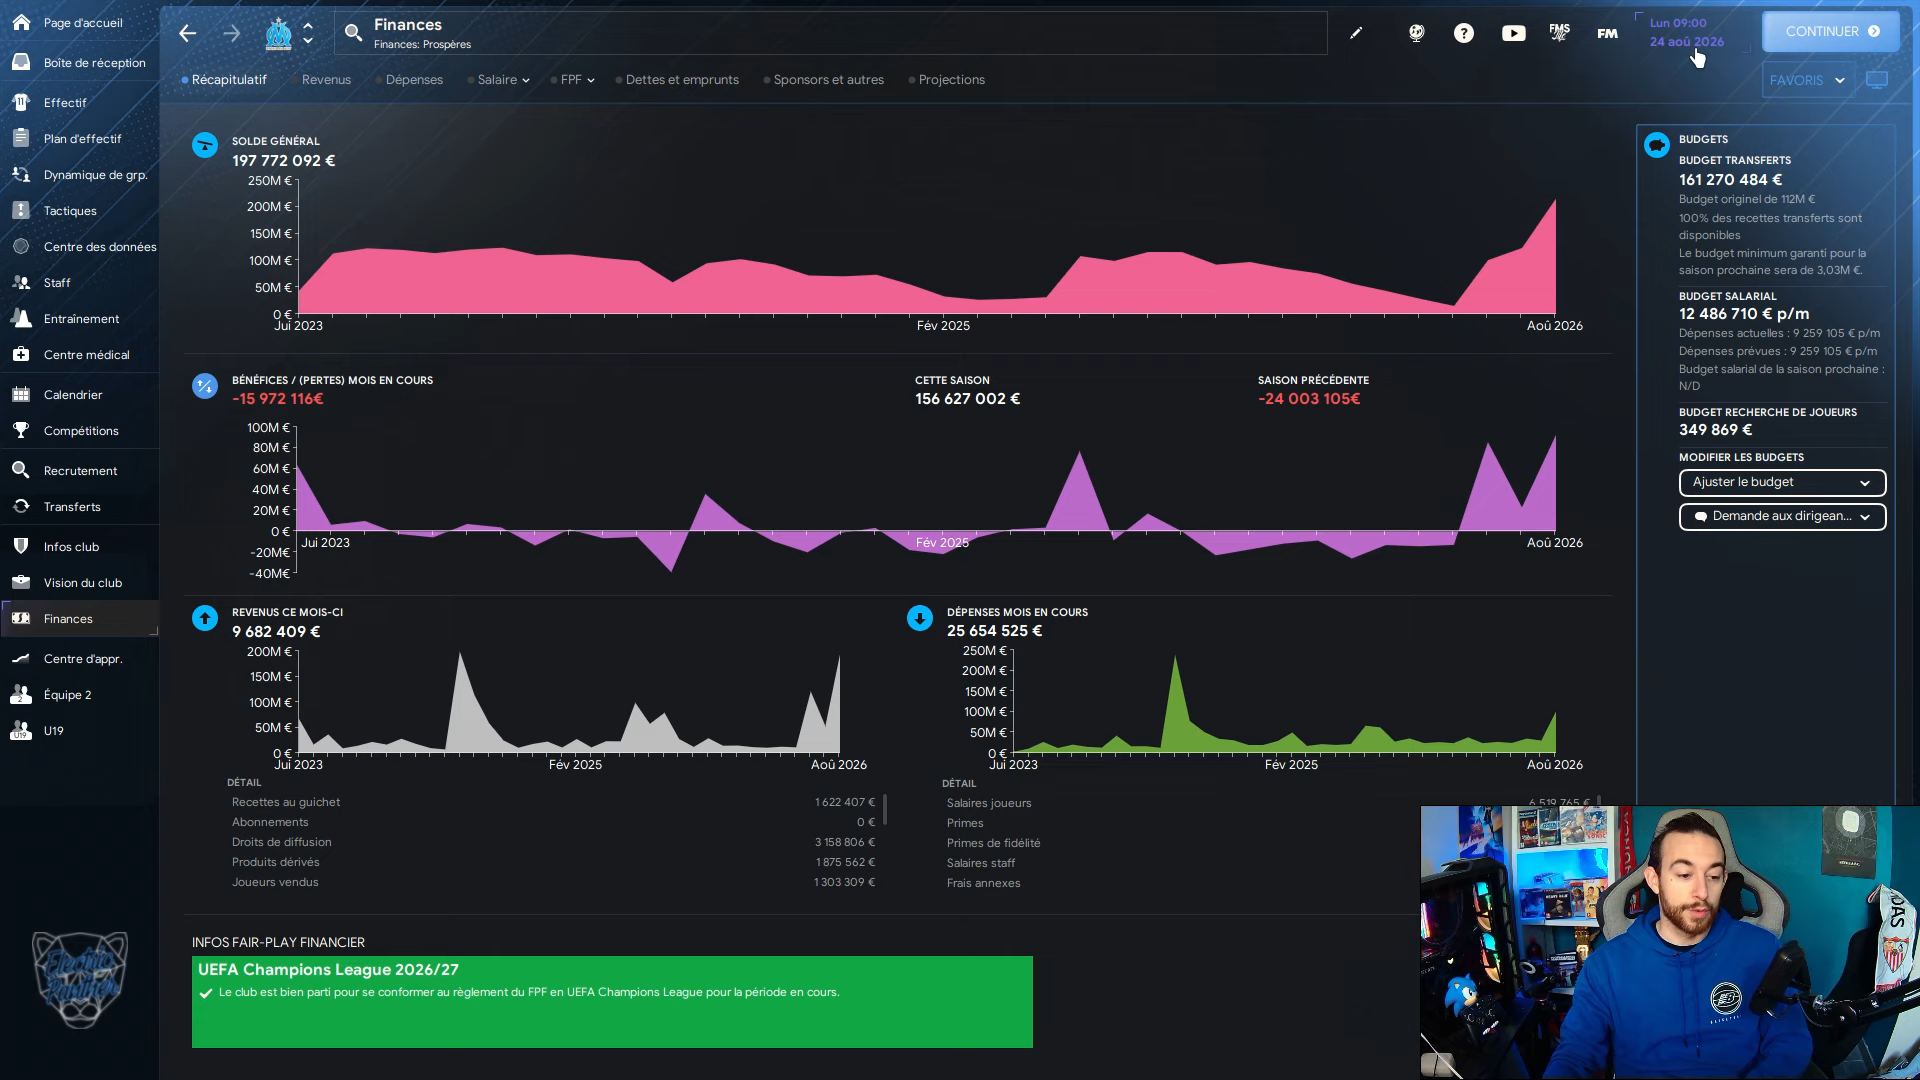 Page d'accueil
Boîte de réception
Effectif
Plan d'effectif
Dynamique de grp.
Tactiques
Centre des données
Staff
Entraînement
Centre médical
Calendrier
Compétitions
Recrutement
Transferts
Infos club
Vision du club
Finances
Centre d'appr.
Équipe 2
U19
Finances
Finances: Prospères
FM
Lun 09:00
24 aoû 2026
CONTINUER
Récapitulatif
Revenus
Dépenses
Salaire
FPF
Dettes et emprunts
Sponsors et autres
Projections
FAVORIS
SOLDE GÉNÉRAL
197 772 092 €
250M €
200M €
150M €
100M €
50M €
0 €
Jui 2023
Fév 2025
Aoû 2026
BÉNÉFICES / (PERTES) MOIS EN COURS
-15 972 116€
CETTE SAISON
156 627 002 €
SAISON PRÉCÉDENTE
-24 003 105€
100M €
80M €
60M €
40M €
20M €
0 €
-20M€
-40M€
Jui 2023
Fév 2025
Aoû 2026
REVENUS CE MOIS-CI
9 682 409 €
200M €
150M €
100M €
50M €
0 €
Jui 2023
Fév 2025
Aoû 2026
DÉTAIL
Recettes au guichet 1 622 407 €
Abonnements 0 €
Droits de diffusion 3 158 806 €
Produits dérivés 1 875 562 €
Joueurs vendus 1 303 309 €
DÉPENSES MOIS EN COURS
25 654 525 €
250M €
200M €
150M €
100M €
50M €
0 €
Jui 2023
Fév 2025
Aoû 2026
DÉTAIL
Salaires joueurs 6 519 765 €
Primes
Primes de fidélité
Salaires staff
Frais annexes
INFOS FAIR-PLAY FINANCIER
UEFA Champions League 2026/27
Le club est bien parti pour se conformer au règlement du FPF en UEFA Champions League pour la période en cours.
BUDGETS
BUDGET TRANSFERTS
161 270 484 €
Budget originel de 112M €
100% des recettes transferts sont
disponibles
Le budget minimum garanti pour la
saison prochaine sera de 3,03M €.
BUDGET SALARIAL
12 486 710 € p/m
Dépenses actuelles : 9 259 105 € p/m
Dépenses prévues : 9 259 105 € p/m
Budget salarial de la saison prochaine :
N/D
BUDGET RECHERCHE DE JOUEURS
349 869 €
MODIFIER LES BUDGETS
Ajuster le budget
Demande aux dirigean...
Electric
Panther